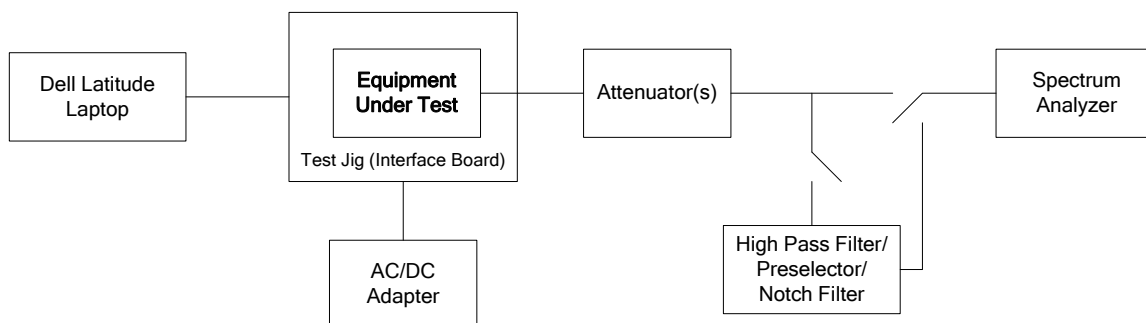 Dell Latitude
Laptop
Equipment
Under Test
Test Jig (Interface Board)
AC/DC
Adapter
Attenuator(s)
High Pass Filter/
Preselector/
Notch Filter
Spectrum
Analyzer